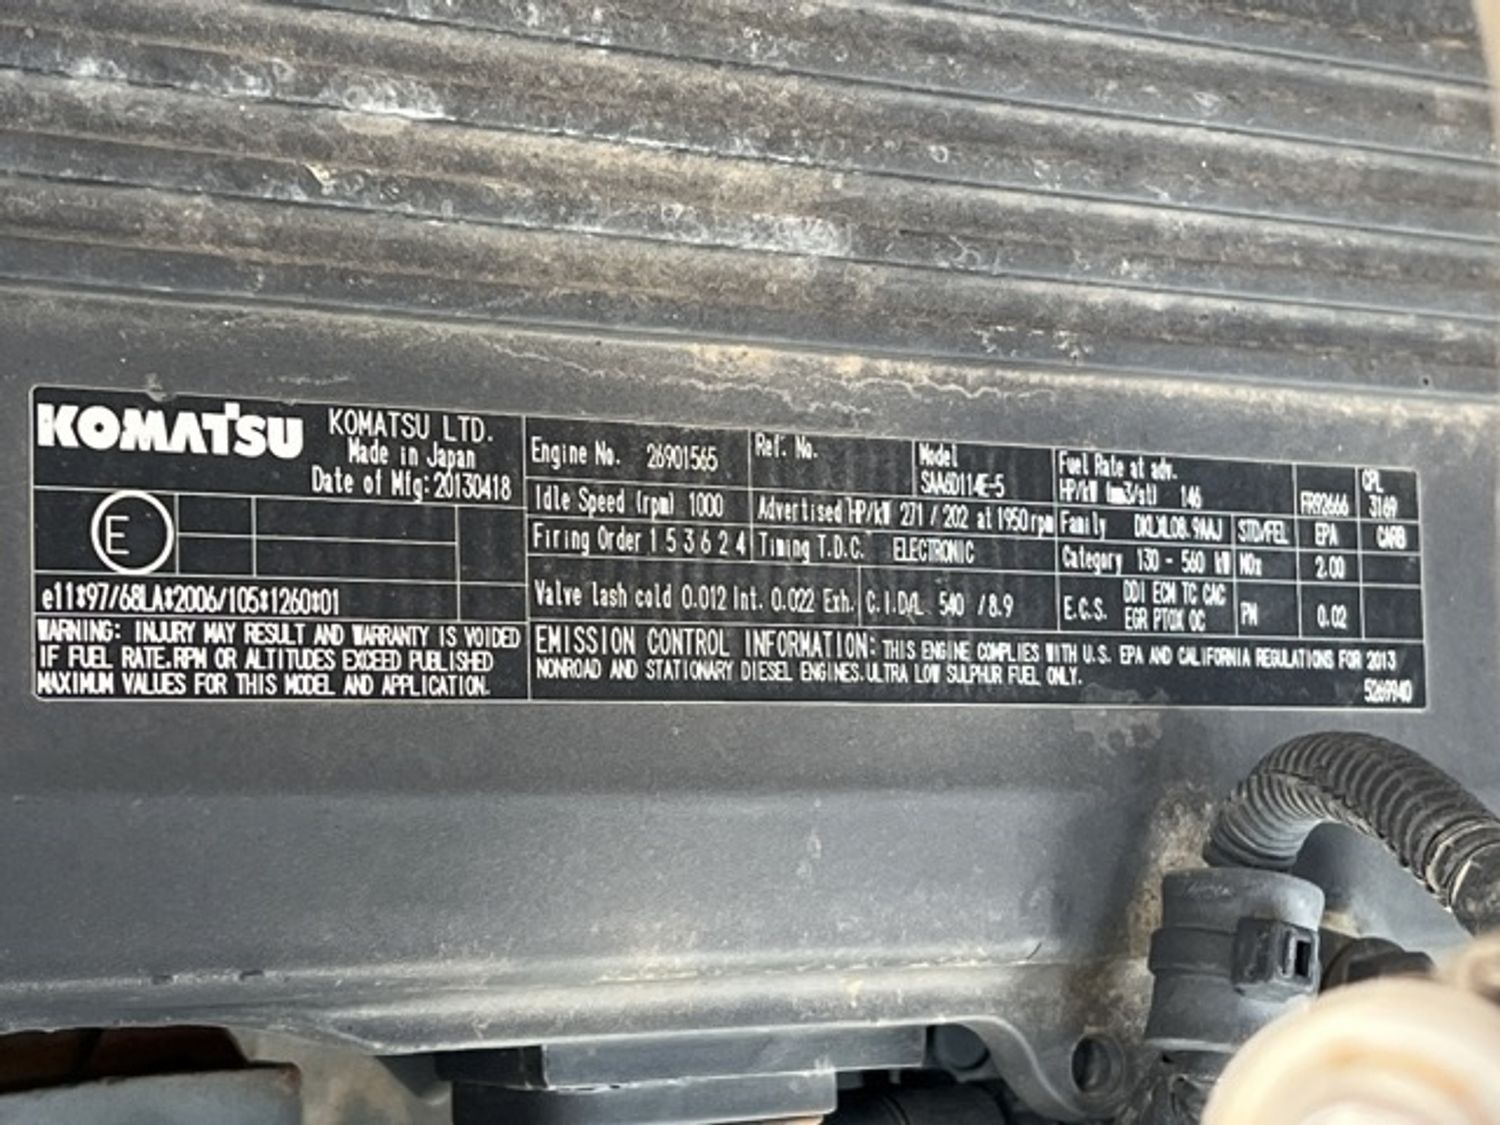 KOMATSU KOMATSU LTD.
Made in Japan
Date of Mfg: 20130418
E
e11*97/68LA*2006/105*1260*01
WARNING: INJURY MAY RESULT AND WARRANTY IS VOIDED
IF FUEL RATE.RPM OR ALTITUDES EXCEED PUBLISHED
MAXIMUM VALUES FOR THIS MODEL AND APPLICATION.
Engine No. 26901565
Ref. No.
Model
SAA6D114E-5
Fuel Rate at adv.
HP/kW (mm3/st) 146
FR92666
CPL
3169
Idle Speed (rpm) 1000
Advertised HP/kW 271 / 202 at 1950 rpm
Family DKLXL08.9AAJ
STD/FEL
EPA
CARB
Firing Order 1 5 3 6 2 4
Timing T.D.C. ELECTRONIC
Category 130 - 560 kW
NOx
2.00
Valve lash cold 0.012 Int. 0.022 Exh.
C.I.D/L 540 / 8.9
E.C.S.
DDI ECM TC CAC
EGR PTOX OC
PM
0.02
EMISSION CONTROL INFORMATION: THIS ENGINE COMPLIES WITH U.S. EPA AND CALIFORNIA REGULATIONS FOR 2013
NONROAD AND STATIONARY DIESEL ENGINES.ULTRA LOW SULPHUR FUEL ONLY.
5269940